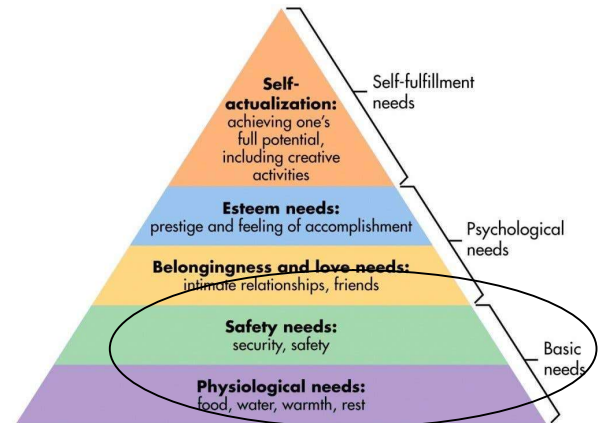 Self-
actualization:
achieving one's
full potential,
including creative
activities
Self-fulfillment
needs
Esteem needs:
prestige and feeling of accomplishment
Belongingness and love needs:
intimate relationships, friends
Psychological
needs
Safety needs:
security, safety
Physiological needs:
food, water, warmth, rest
Basic
needs